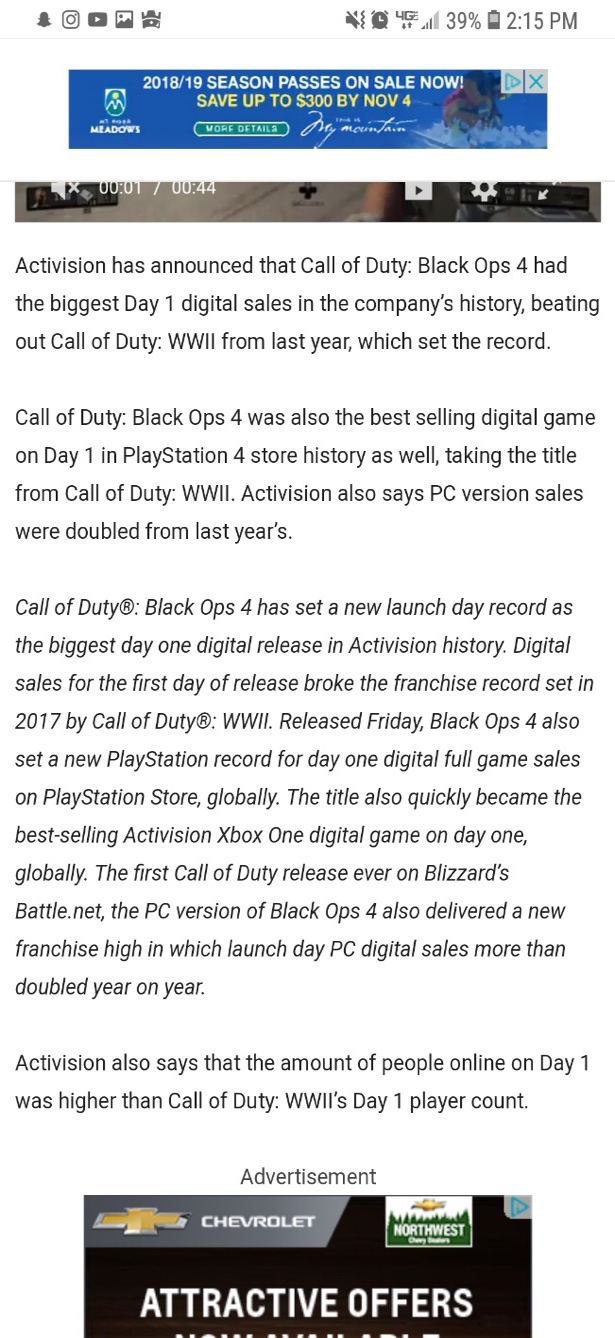 4GE 39% 2:15 PM
2018/19 SEASON PASSES ON SALE NOW!
SAVE UP TO $300 BY NOV 4
MT HOOD
MEADOWS
MORE DETAILS
THIS IS
My mountain
00:01 / 00:44
Activision has announced that Call of Duty: Black Ops 4 had
the biggest Day 1 digital sales in the company’s history, beating
out Call of Duty: WWII from last year, which set the record.
Call of Duty: Black Ops 4 was also the best selling digital game
on Day 1 in PlayStation 4 store history as well, taking the title
from Call of Duty: WWII. Activision also says PC version sales
were doubled from last year’s.
Call of Duty®: Black Ops 4 has set a new launch day record as
the biggest day one digital release in Activision history. Digital
sales for the first day of release broke the franchise record set in
2017 by Call of Duty®: WWII. Released Friday, Black Ops 4 also
set a new PlayStation record for day one digital full game sales
on PlayStation Store, globally. The title also quickly became the
best-selling Activision Xbox One digital game on day one,
globally. The first Call of Duty release ever on Blizzard’s
Battle.net, the PC version of Black Ops 4 also delivered a new
franchise high in which launch day PC digital sales more than
doubled year on year.
Activision also says that the amount of people online on Day 1
was higher than Call of Duty: WWII’s Day 1 player count.
Advertisement
CHEVROLET
NORTHWEST
Chevy Dealers
ATTRACTIVE OFFERS
NOW AVAILABLE